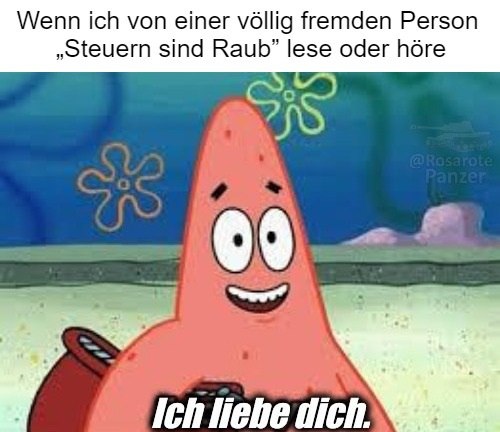 Wenn ich von einer völlig fremden Person
„Steuern sind Raub” lese oder höre
@Rosarote
Panzer
Ich liebe dich.